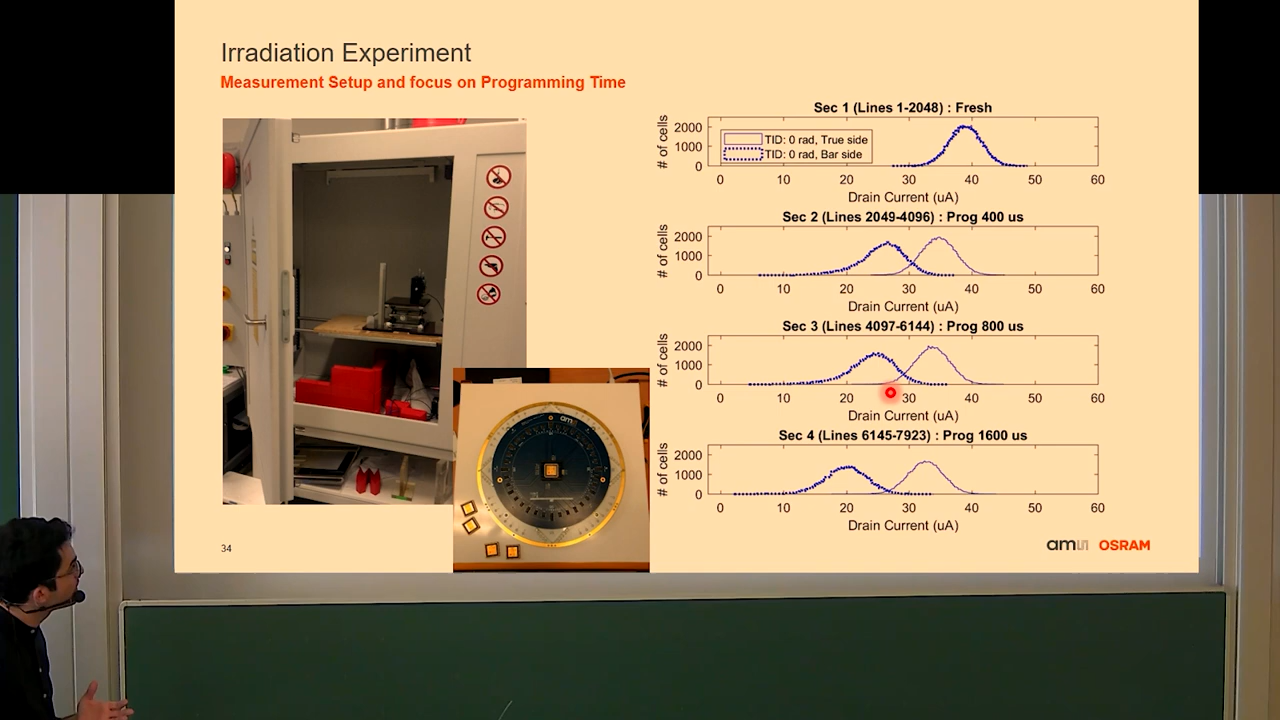 Irradiation Experiment
Measurement Setup and focus on Programming Time
Sec 1 (Lines 1-2048) : Fresh
# of cells
2000
1000
0
TID: 0 rad, True side
TID: 0 rad, Bar side
0 10 20 30 40 50 60
Drain Current (uA)
Sec 2 (Lines 2049-4096) : Prog 400 us
# of cells
2000
1000
0
0 10 20 30 40 50 60
Drain Current (uA)
Sec 3 (Lines 4097-6144) : Prog 800 us
# of cells
2000
1000
0
0 10 20 30 40 50 60
Drain Current (uA)
Sec 4 (Lines 6145-7923) : Prog 1600 us
# of cells
2000
1000
0
0 10 20 30 40 50 60
Drain Current (uA)
34
am OSRAM